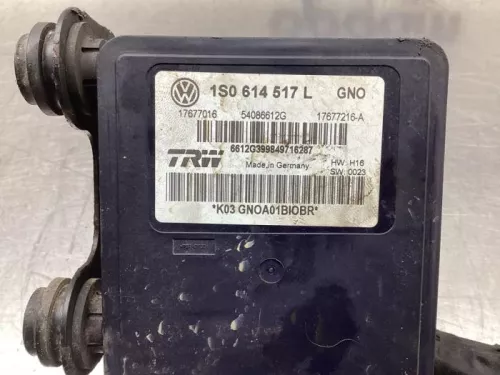 1S0 614 517 L GNO
17677016 54086612G 17677216-A
6612G399849716287
TRW Made in Germany HW: H16
SW: 0023
*K03 GNOA01BIOBR*